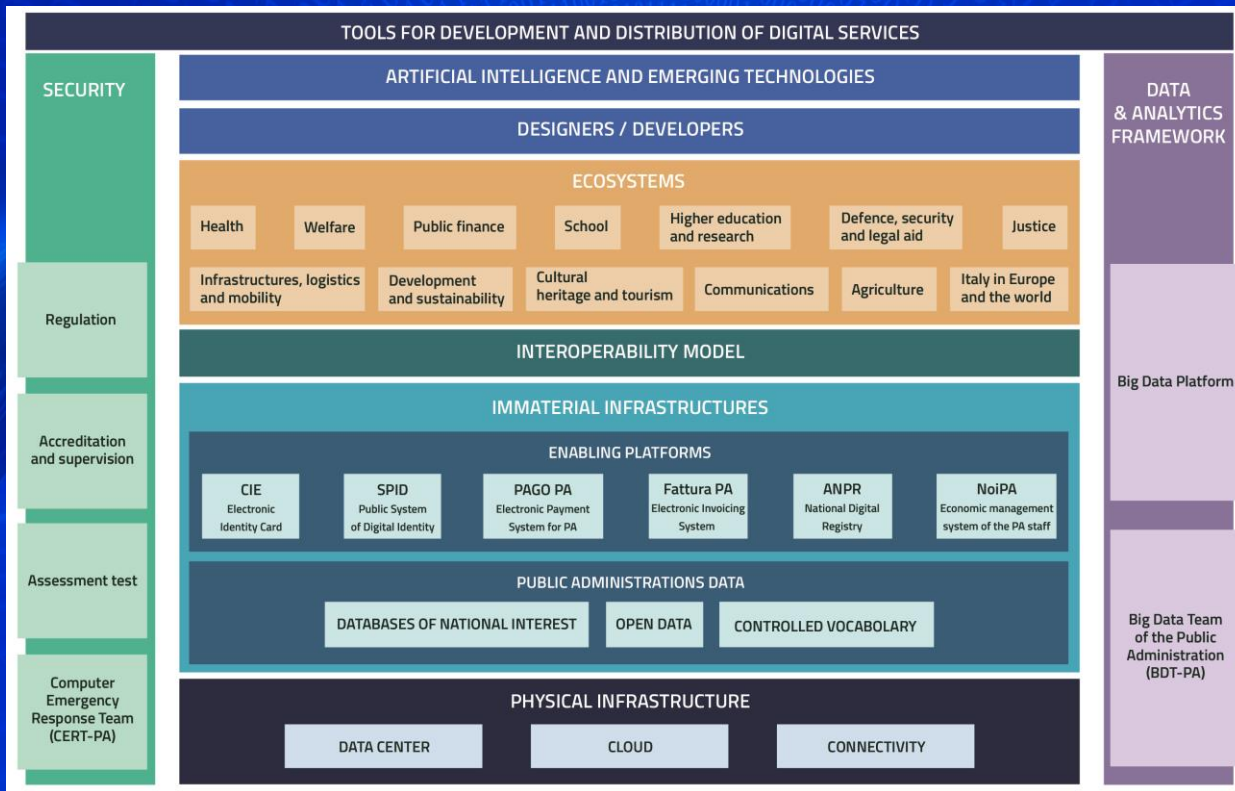 TOOLS FOR DEVELOPMENT AND DISTRIBUTION OF DIGITAL SERVICES
SECURITY
Regulation
Accreditation
and supervision
Assessment test
Computer
Emergency
Response Team
(CERT-PA)
ARTIFICIAL INTELLIGENCE AND EMERGING TECHNOLOGIES
DESIGNERS / DEVELOPERS
ECOSYSTEMS
Health
Welfare
Public finance
School
Higher education
and research
Defence, security
and legal aid
Justice
Infrastructures, logistics
and mobility
Development
and sustainability
Cultural
heritage and tourism
Communications
Agriculture
Italy in Europe
and the world
INTEROPERABILITY MODEL
IMMATERIAL INFRASTRUCTURES
ENABLING PLATFORMS
CIE
Electronic
Identity Card
SPID
Public System
of Digital Identity
PAGO PA
Electronic Payment
System for PA
Fattura PA
Electronic Invoicing
System
ANPR
National Digital
Registry
NoiPA
Economic management
system of the PA staff
PUBLIC ADMINISTRATIONS DATA
DATABASES OF NATIONAL INTEREST
OPEN DATA
CONTROLLED VOCABOLARY
PHYSICAL INFRASTRUCTURE
DATA CENTER
CLOUD
CONNECTIVITY
DATA
& ANALYTICS
FRAMEWORK
Big Data Platform
Big Data Team
of the Public
Administration
(BDT-PA)